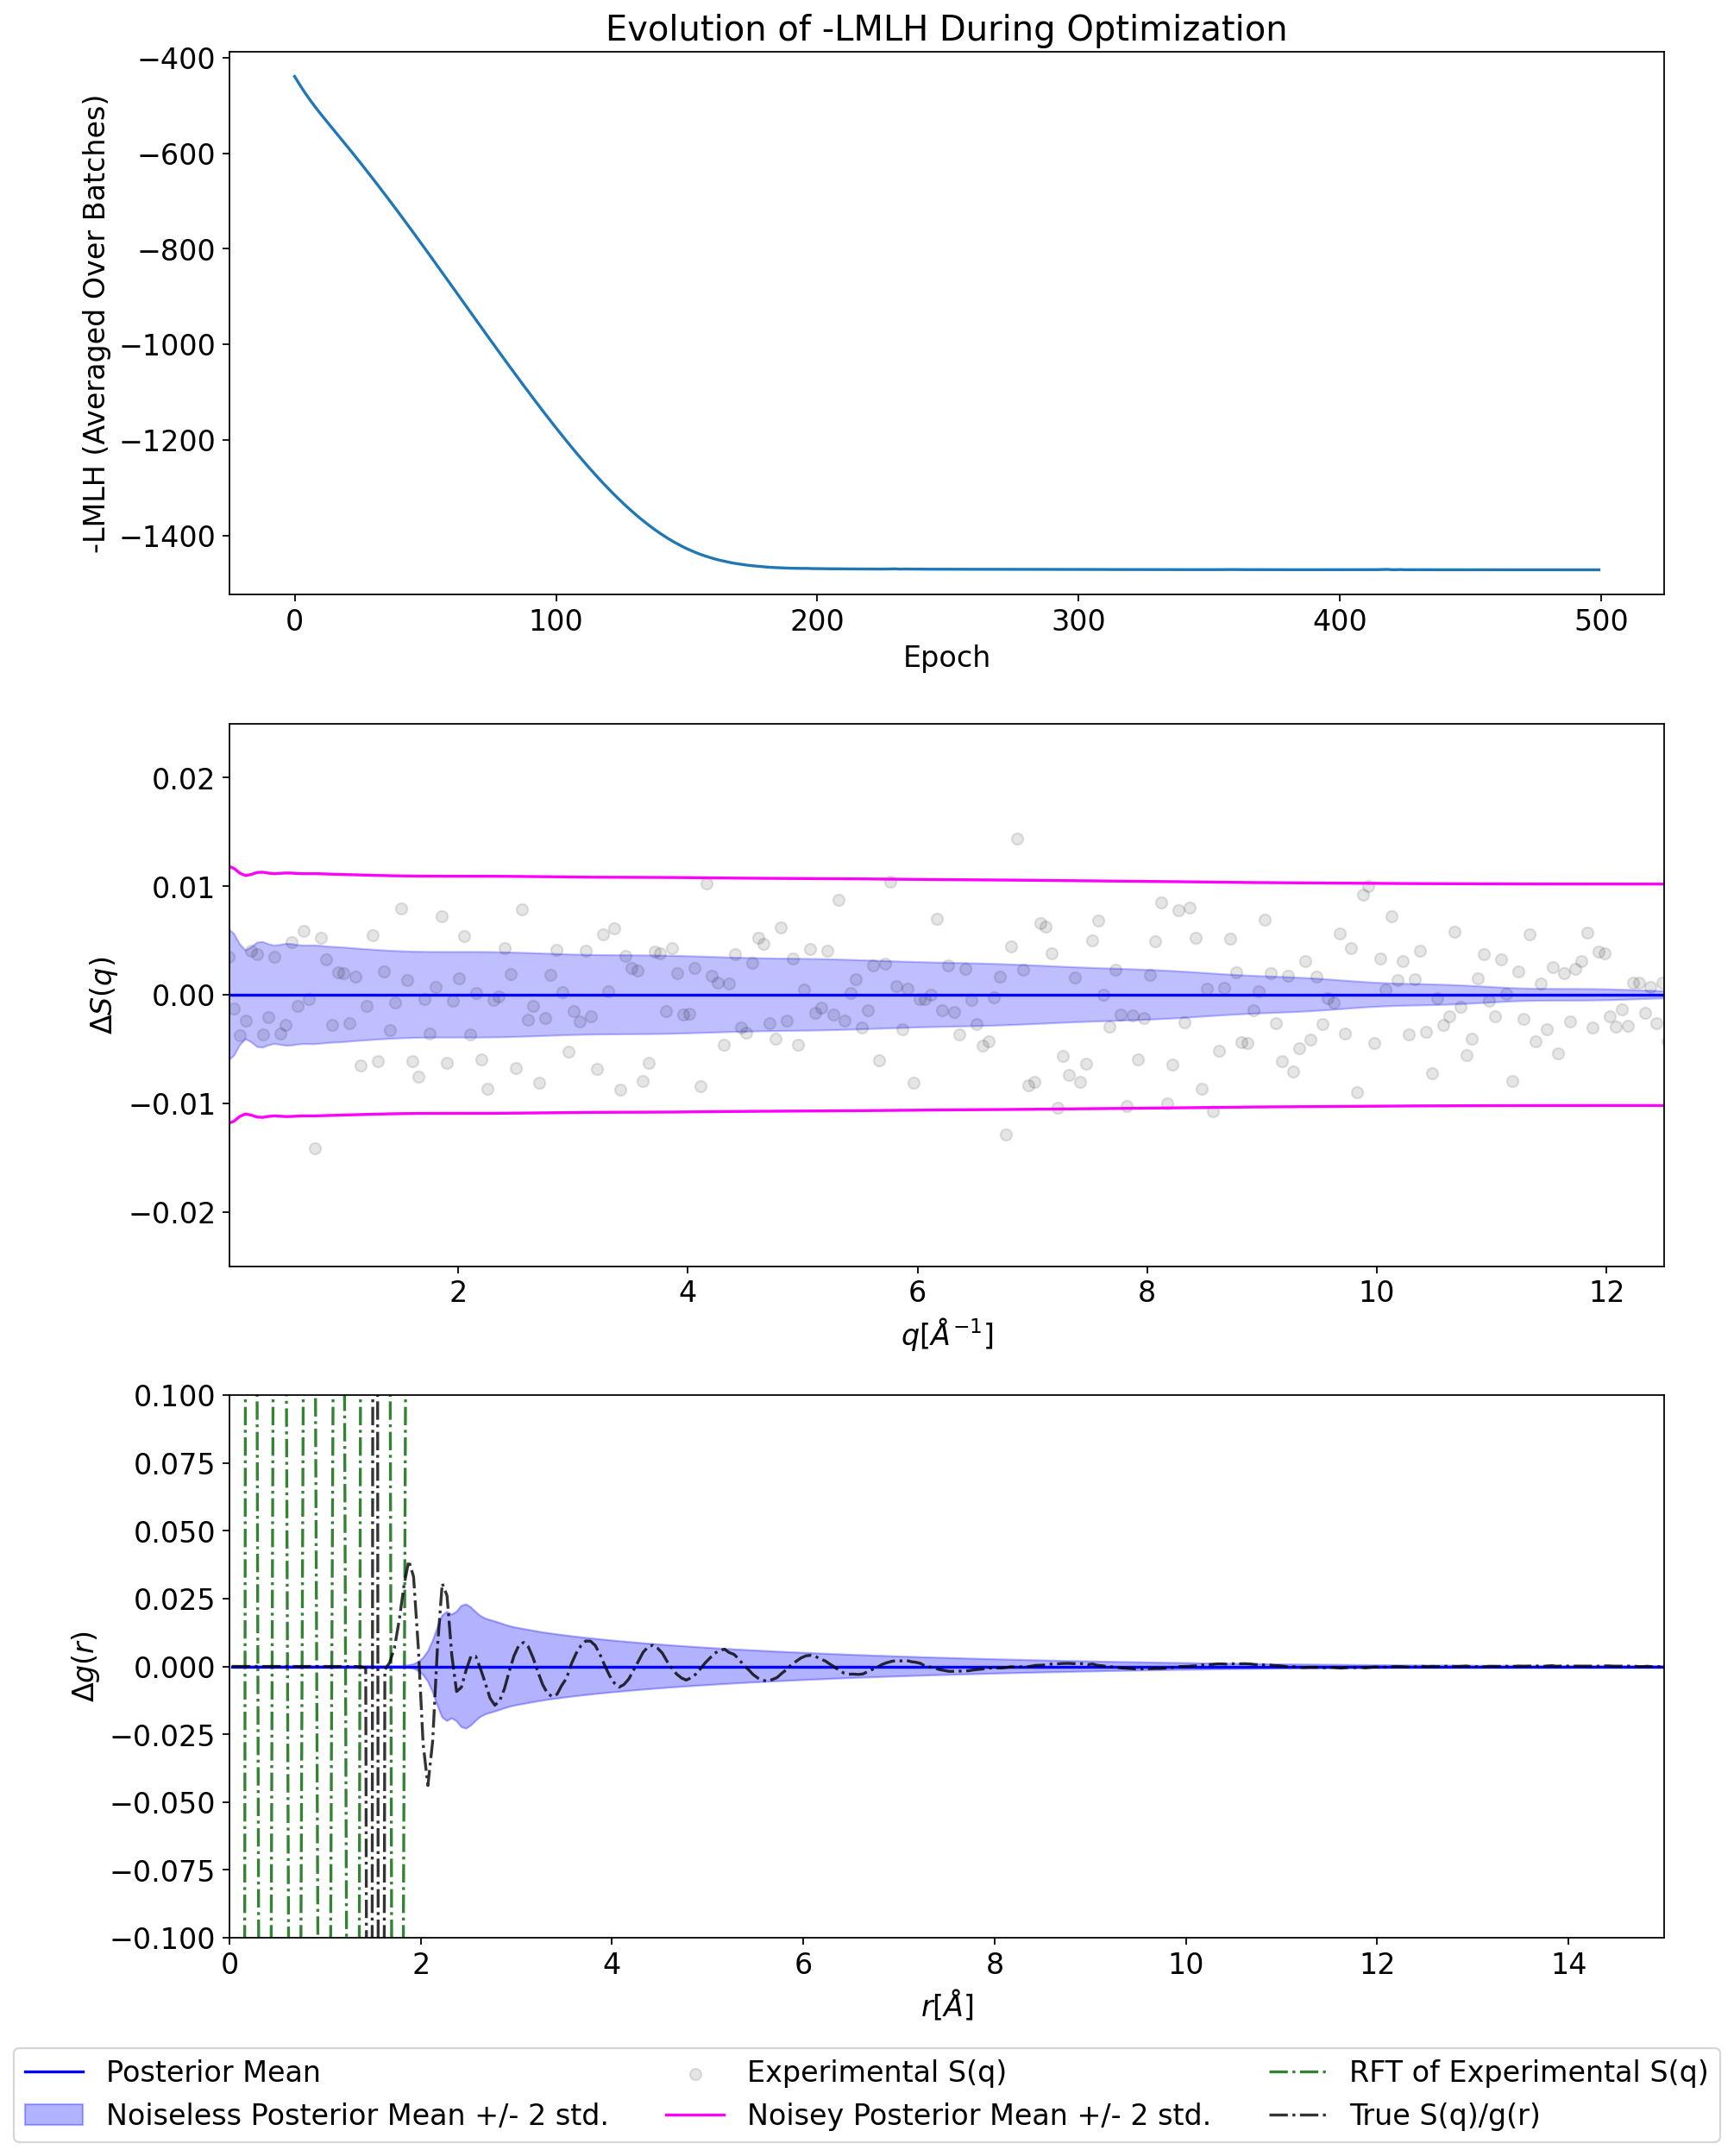 Evolution of -LMLH During Optimization
-LMLH (Averaged Over Batches)
−400
−600
−800
−1000
−1200
−1400
0 100 200 300 400 500
Epoch
ΔS(q)
0.02
0.01
0.00
−0.01
−0.02
2 4 6 8 10 12
q[Å⁻¹]
Δg(r)
0.100
0.075
0.050
0.025
0.000
−0.025
−0.050
−0.075
−0.100
0 2 4 6 8 10 12 14
r[Å]
Posterior Mean
Noiseless Posterior Mean +/- 2 std.
Experimental S(q)
Noisey Posterior Mean +/- 2 std.
RFT of Experimental S(q)
True S(q)/g(r)